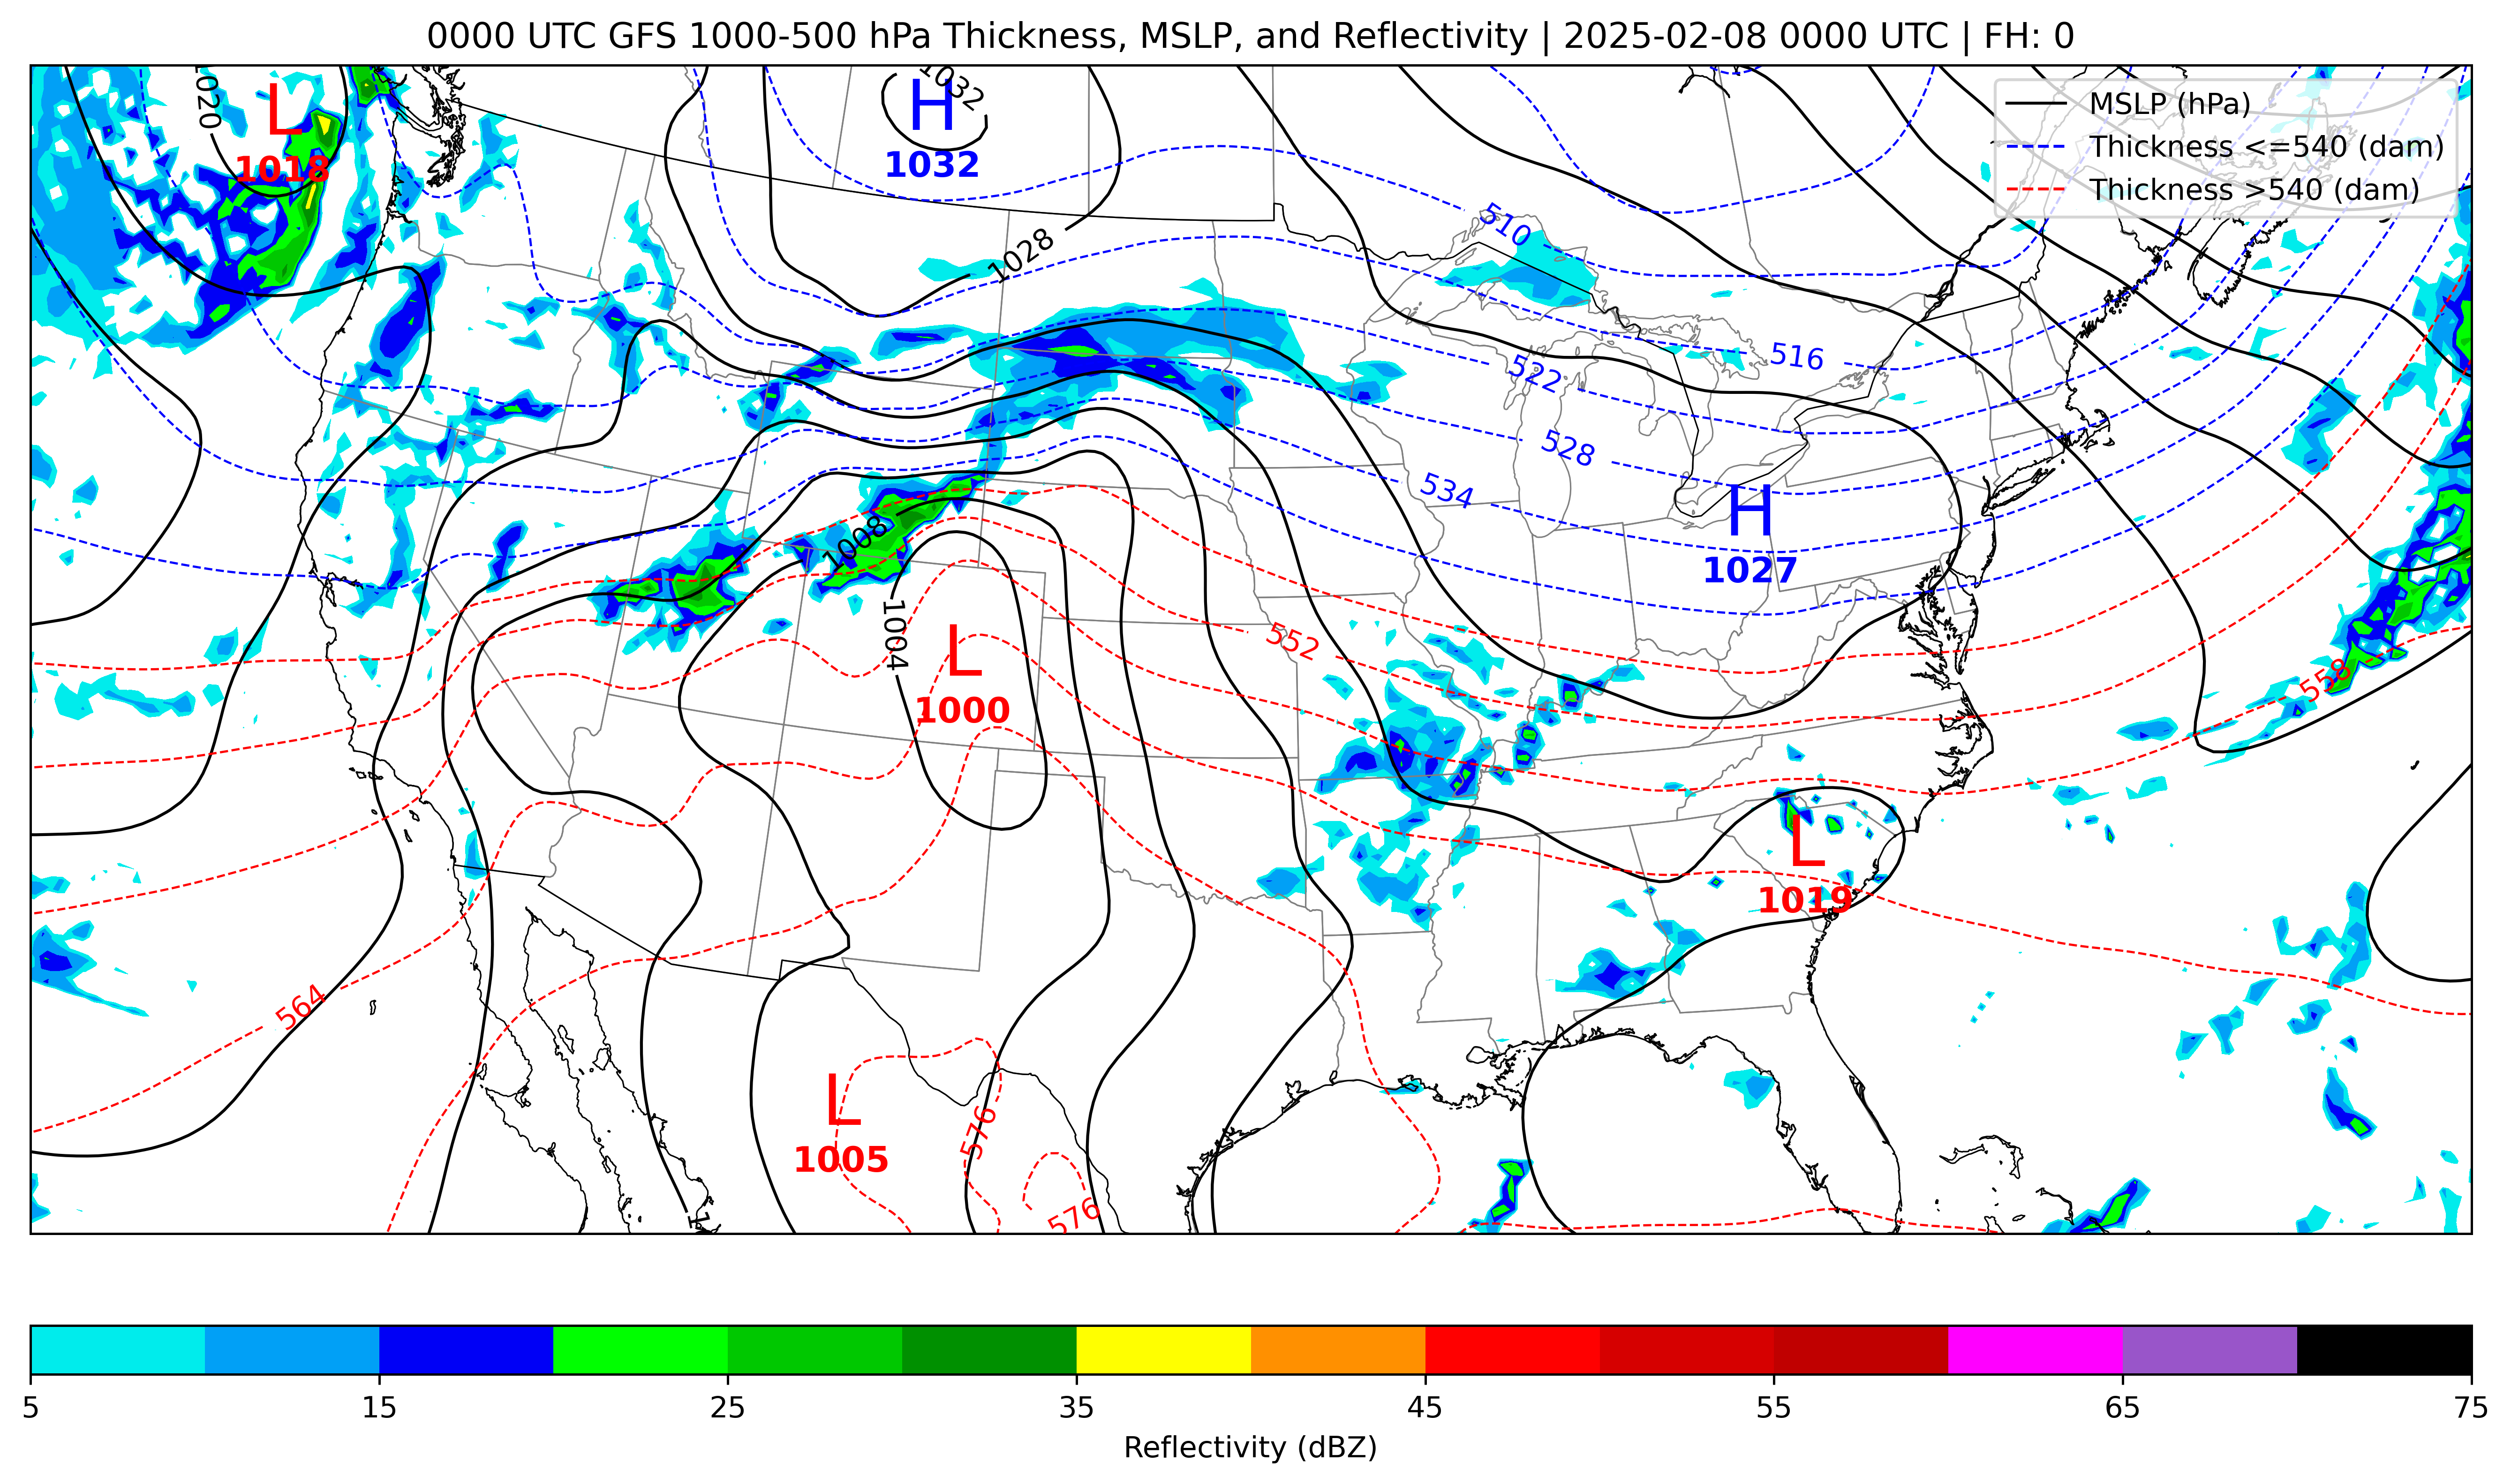 0000 UTC GFS 1000-500 hPa Thickness, MSLP, and Reflectivity | 2025-02-08 0000 UTC | FH: 0
MSLP (hPa)
Thickness <=540 (dam)
Thickness >540 (dam)
1020
L
1018
1032
H
1032
1028
510
516
522
528
534
H
1027
1008
1004
L
1000
552
558
L
1019
564
L
1005
576
576
5
15
25
35
45
55
65
75
Reflectivity (dBZ)